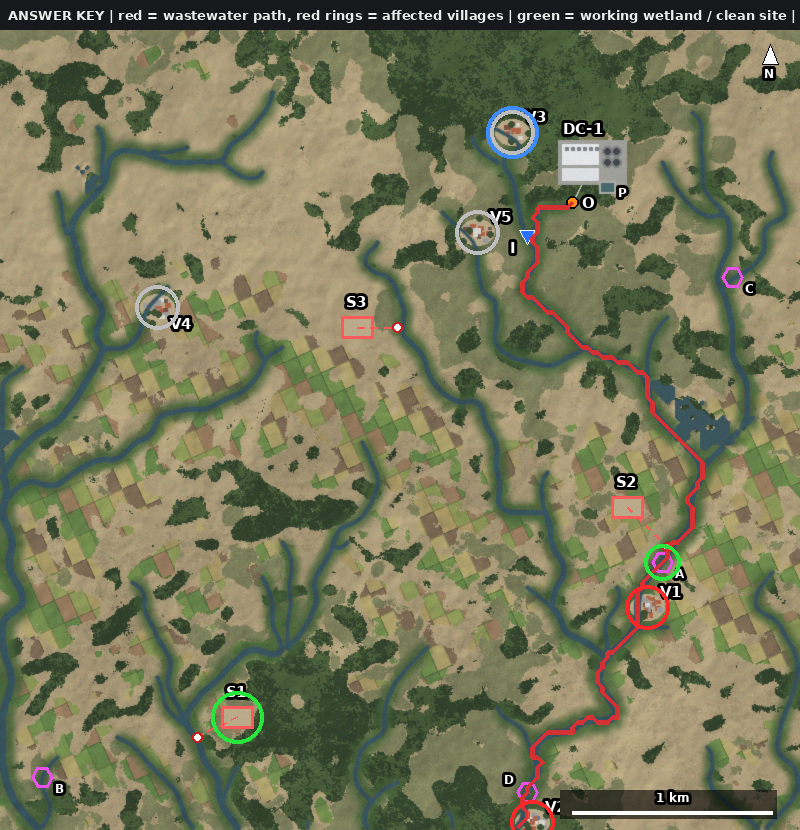 ANSWER KEY | red = wastewater path, red rings = affected villages | green = working wetland / clean site |
N
V3
DC-1
P
O
V5
I
C
S3
V4
S2
A
V1
S1
D
B
1 km
V2